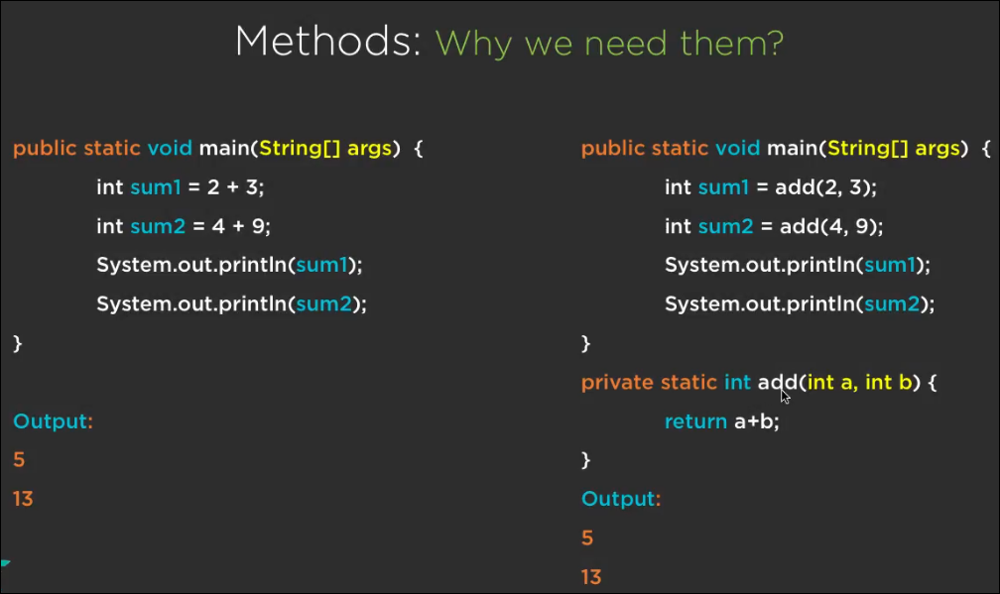 Methods: Why we need them?
public static void main(String[] args) {
int sum1 = 2 + 3;
int sum2 = 4 + 9;
System.out.println(sum1);
System.out.println(sum2);
}
Output:
5
13
public static void main(String[] args) {
int sum1 = add(2, 3);
int sum2 = add(4, 9);
System.out.println(sum1);
System.out.println(sum2);
}
private static int add(int a, int b) {
return a+b;
}
Output:
5
13